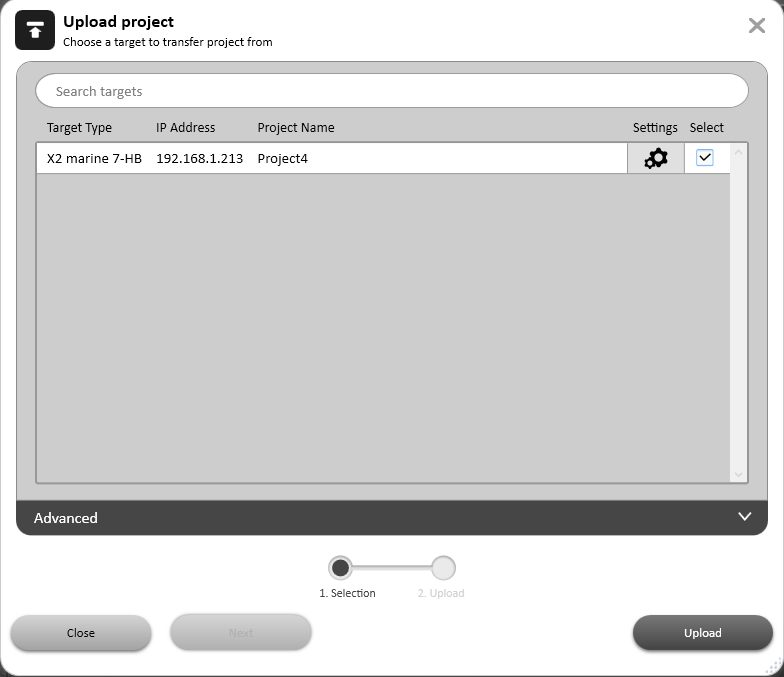 Upload project
Choose a target to transfer project from
Search targets
Target Type IP Address Project Name Settings Select
X2 marine 7-HB 192.168.1.213 Project4
Advanced
1. Selection 2. Upload
Close Next Upload